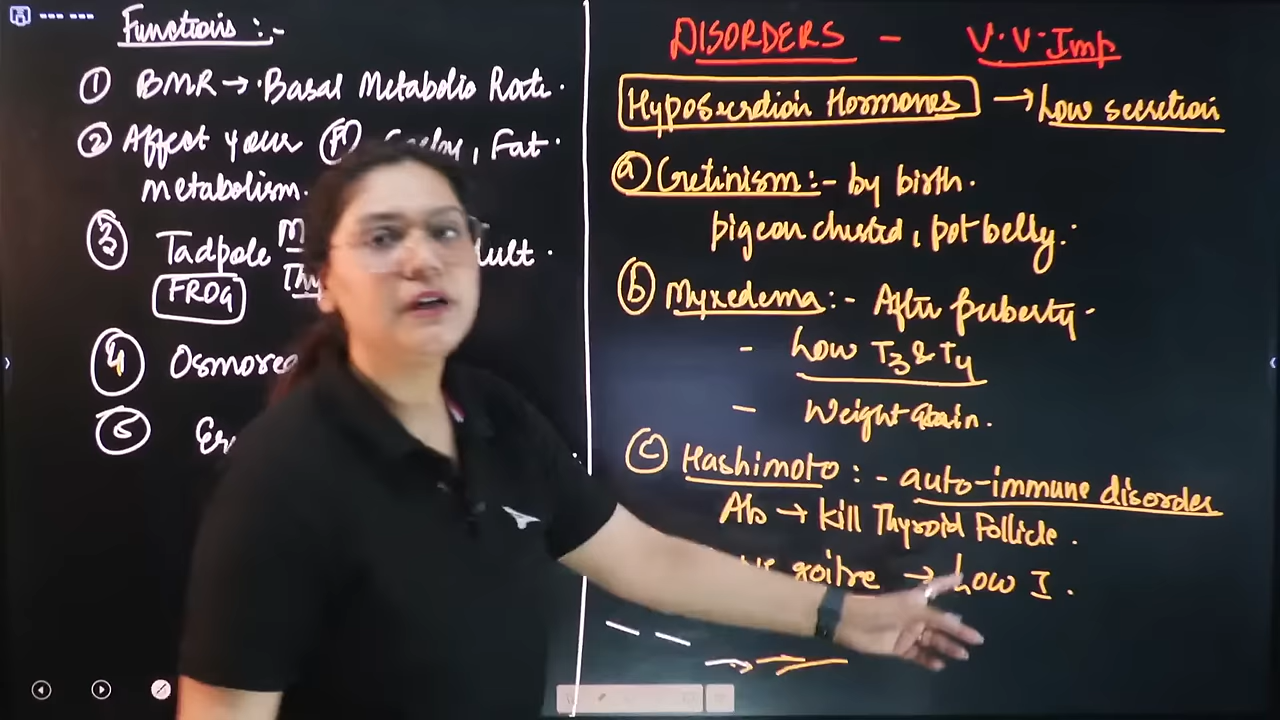 Functions :-
① BMR → Basal Metabolic Rate.
② Affect your Fat.
metabolism.
③ Tadpole
FROG
④
⑤
DISORDERS - V.V.Imp
Hyposecretion Hormones → Low secretion
ⓐ Cretinism :- by birth.
pigeon chested, pot belly.
ⓑ Myxedema :- After puberty.
- Low T3 & T4
- Weight Gain.
ⓒ Hashimoto :- auto-immune disorder
Ab → kill Thyroid Follicle.
goitre → Low I.